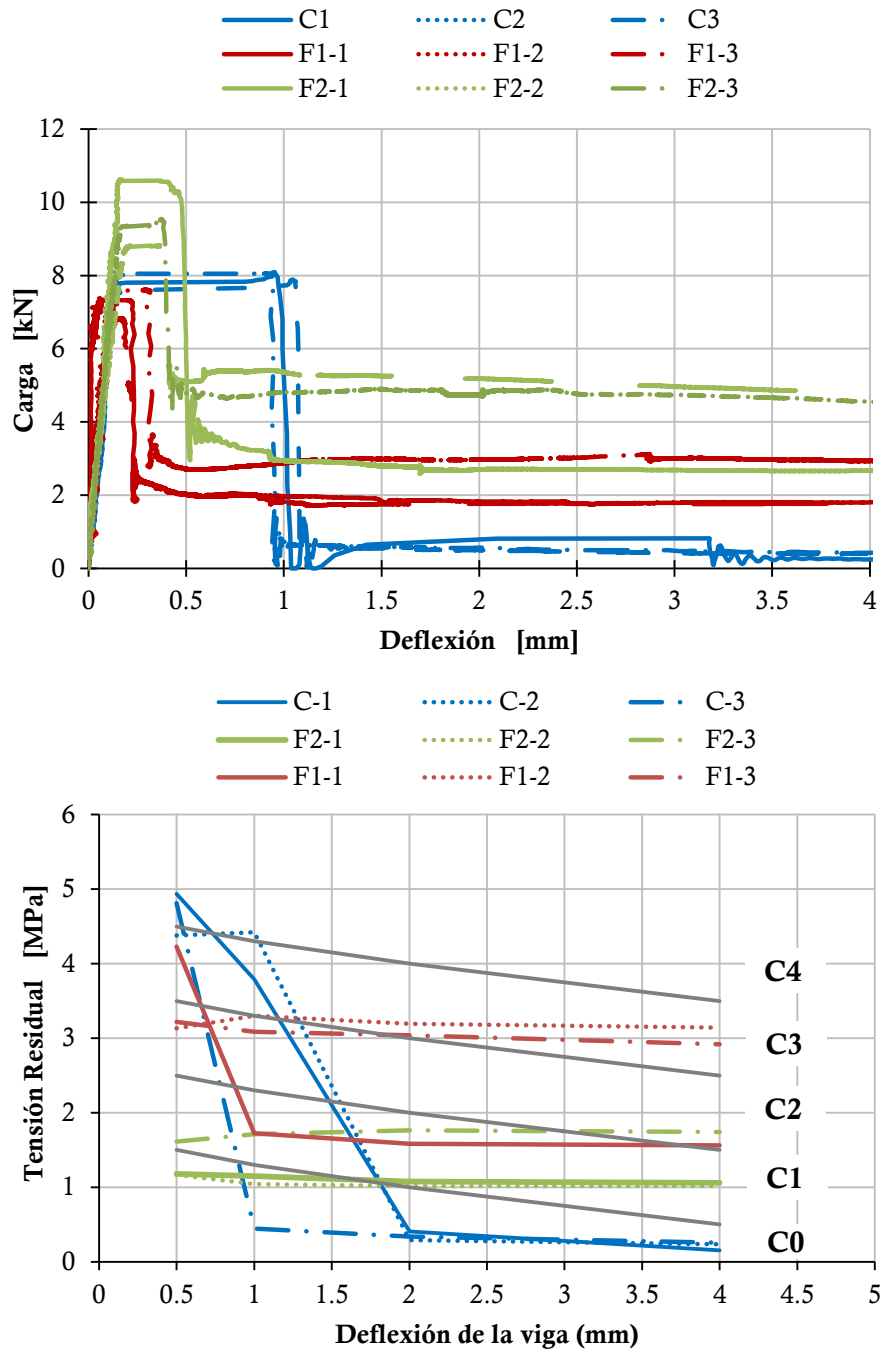 C1 C2 C3
F1-1 F1-2 F1-3
F2-1 F2-2 F2-3
12
10
8
6
4
2
0
Carga [kN]
0 0.5 1 1.5 2 2.5 3 3.5 4
Deflexión [mm]
C-1 C-2 C-3
F2-1 F2-2 F2-3
F1-1 F1-2 F1-3
6
5
4
3
2
1
0
Tensión Residual [MPa]
C4
C3
C2
C1
C0
0 0.5 1 1.5 2 2.5 3 3.5 4 4.5 5
Deflexión de la viga (mm)